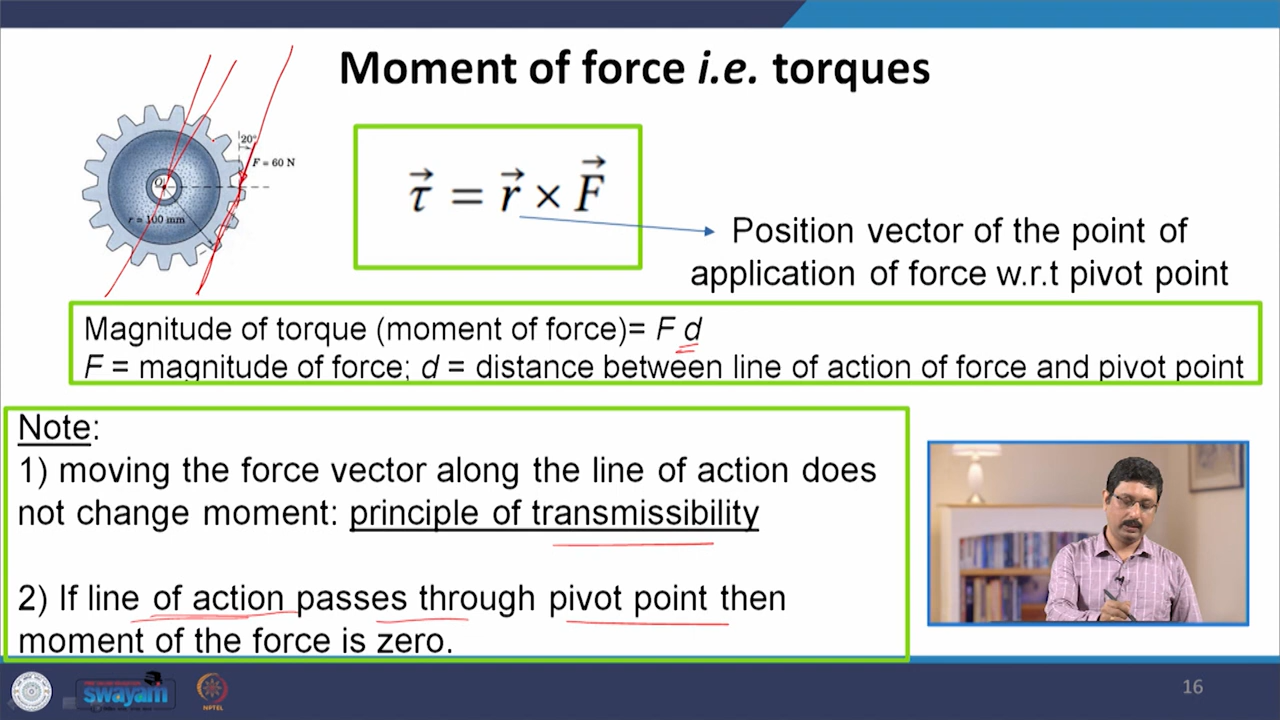 Moment of force i.e. torques
20°
F = 60 N
O
r = 100 mm
τ⃗ = r⃗ × F⃗
Position vector of the point of
application of force w.r.t pivot point
Magnitude of torque (moment of force)= F d
F = magnitude of force; d = distance between line of action of force and pivot point
Note:
1) moving the force vector along the line of action does
not change moment: principle of transmissibility
2) If line of action passes through pivot point then
moment of the force is zero.
swayam
NPTEL
16